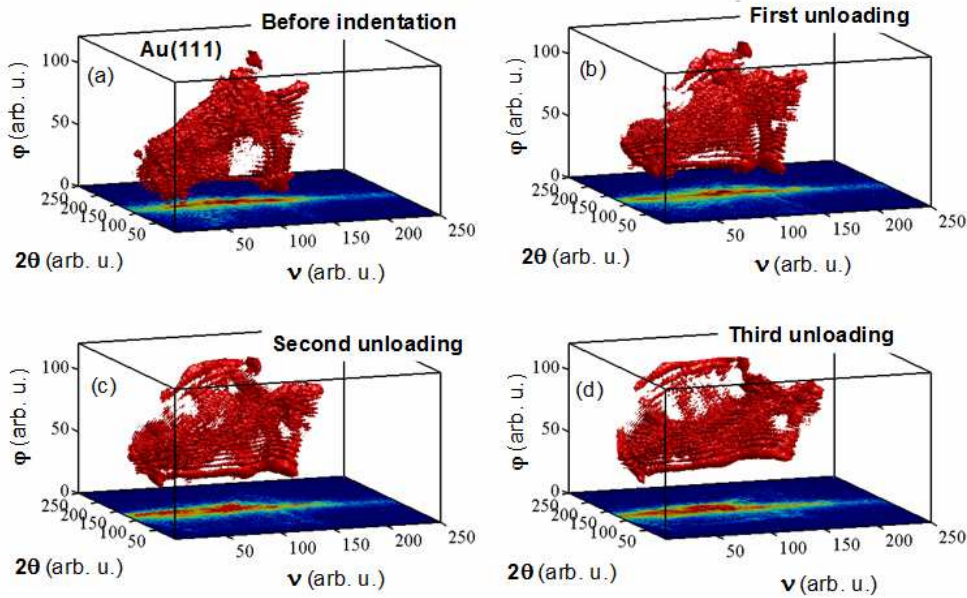 Before indentation
Au(111)
(a)
φ (arb. u.)
100
50
0
250
200
150
100
50
2θ (arb. u.)
50
100
150
200
250
ν (arb. u.)
First unloading
(b)
φ (arb. u.)
100
50
0
250
200
150
100
50
2θ (arb. u.)
50
100
150
200
250
ν (arb. u.)
Second unloading
(c)
φ (arb. u.)
100
50
0
250
200
150
100
50
2θ (arb. u.)
50
100
150
200
250
ν (arb. u.)
Third unloading
(d)
φ (arb. u.)
100
50
0
250
200
150
100
50
2θ (arb. u.)
50
100
150
200
250
ν (arb. u.)